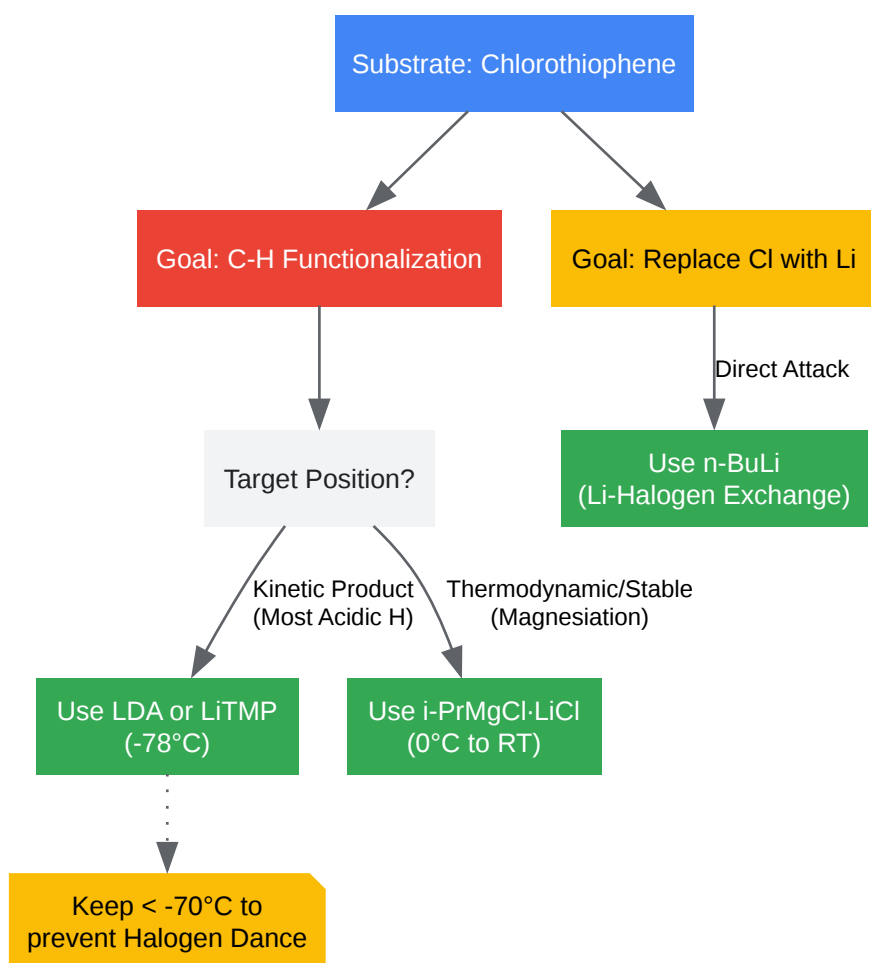 Substrate: Chlorothiophene
Goal: C-H Functionalization
Goal: Replace Cl with Li
Direct Attack
Target Position?
Use n-BuLi
(Li-Halogen Exchange)
Kinetic Product
(Most Acidic H)
Thermodynamic/Stable
(Magnesiation)
Use LDA or LiTMP
(-78°C)
Use i-PrMgCl·LiCl
(0°C to RT)
Keep < -70°C to
prevent Halogen Dance